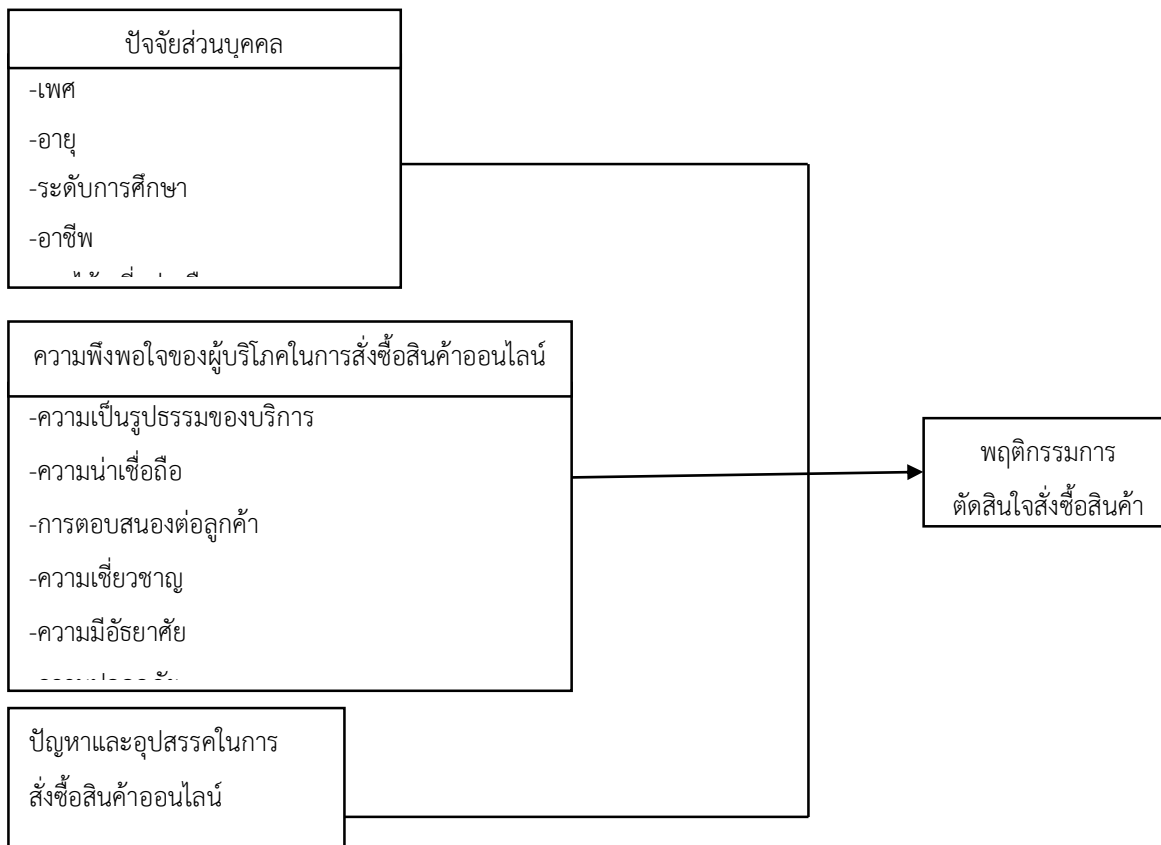 ปัจจัยส่วนบุคคล
-เพศ
-อายุ
-ระดับการศึกษา
-อาชีพ
ความพึงพอใจของผู้บริโภคในการสั่งซื้อสินค้าออนไลน์
-ความเป็นรูปธรรมของบริการ
-ความน่าเชื่อถือ
-การตอบสนองต่อลูกค้า
-ความเชี่ยวชาญ
-ความมีอัธยาศัย
ปัญหาและอุปสรรคในการ
สั่งซื้อสินค้าออนไลน์
พฤติกรรมการ
ตัดสินใจสั่งซื้อสินค้า